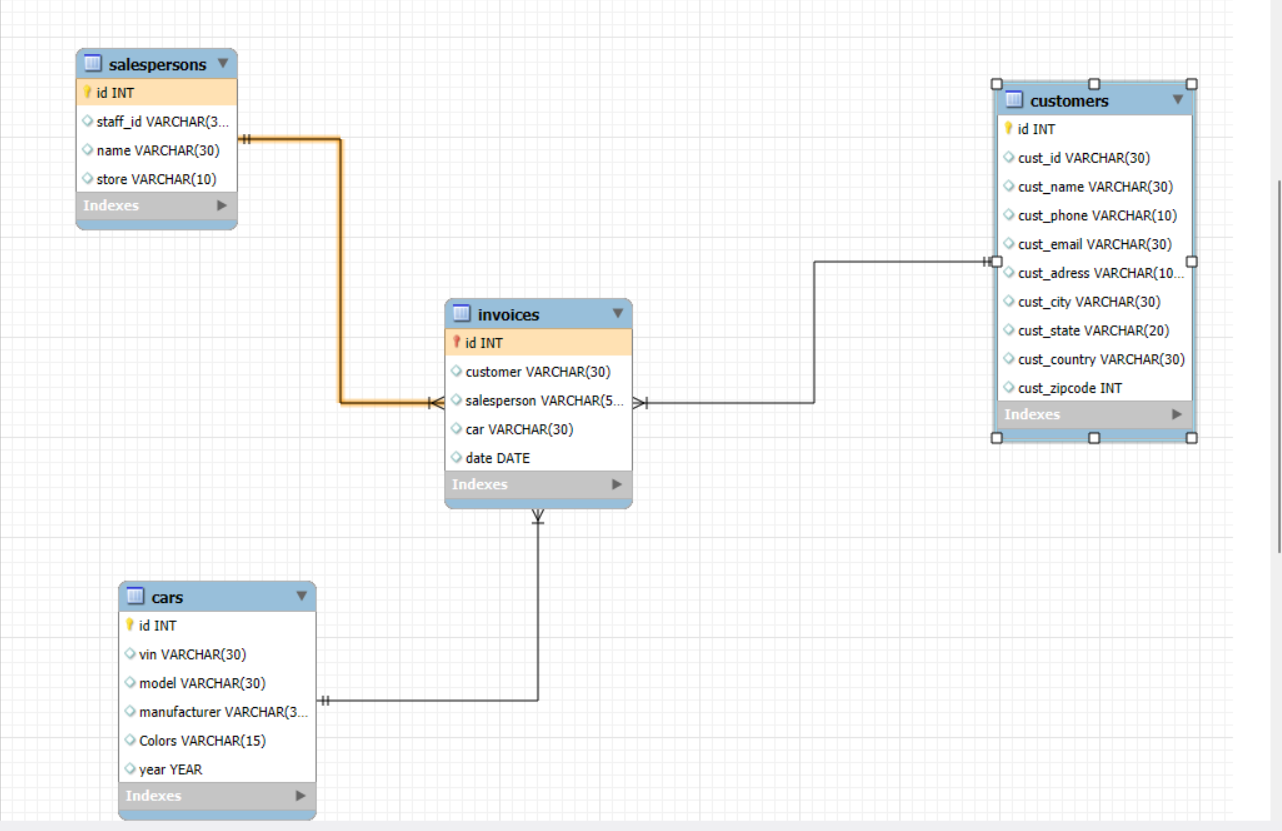 salespersons
id INT
staff_id VARCHAR(3...
name VARCHAR(30)
store VARCHAR(10)
Indexes
customers
id INT
cust_id VARCHAR(30)
cust_name VARCHAR(30)
cust_phone VARCHAR(10)
cust_email VARCHAR(30)
cust_adress VARCHAR(10...
cust_city VARCHAR(30)
cust_state VARCHAR(20)
cust_country VARCHAR(30)
cust_zipcode INT
Indexes
invoices
id INT
customer VARCHAR(30)
salesperson VARCHAR(5...
car VARCHAR(30)
date DATE
Indexes
cars
id INT
vin VARCHAR(30)
model VARCHAR(30)
manufacturer VARCHAR(3...
Colors VARCHAR(15)
year YEAR
Indexes